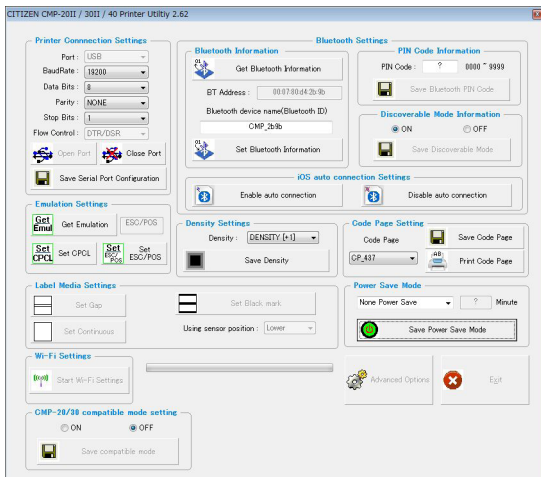 CITIZEN CMP-20II / 30II / 40 Printer Utiltiy 2.62
Printer Connnection Settings
Port : USB
BaudRate : 19200
Data Bits : 8
Parity : NONE
Stop Bits : 1
Flow Control : DTR/DSR
Open Port
Close Port
Save Serial Port Configuration
Bluetooth Settings
Bluetooth Information
Get Bluetooth Information
BT Address : 00:07:80:d4:2b:9b
Bluetooth device name(Bluetooth ID)
CMP_2b9b
Set Bluetooth Information
PIN Code Information
PIN Code : ? 0000 ~ 9999
Save Bluetooth PIN Code
Discoverable Mode Information
ON OFF
Save Discoverable Mode
iOS auto connection Settings
Enable auto connection
Disable auto connection
Emulation Settings
Get Emul Get Emulation ESC/POS
Set CPCL Set CPCL
Set ESC/POS Set ESC/POS
Density Settings
Density : DENSITY [+1]
Save Density
Code Page Setting
Code Page
CP_437
Save Code Page
Print Code Page
Label Media Settings
Set Gap
Set Continuous
Set Black mark
Using sensor position : Lower
Power Save Mode
None Power Save ? Minute
Save Power Save Mode
Wi-Fi Settings
Start Wi-Fi Settings
Advanced Options
Exit
CMP-20/30 compatible mode setting
ON OFF
Save compatible mode